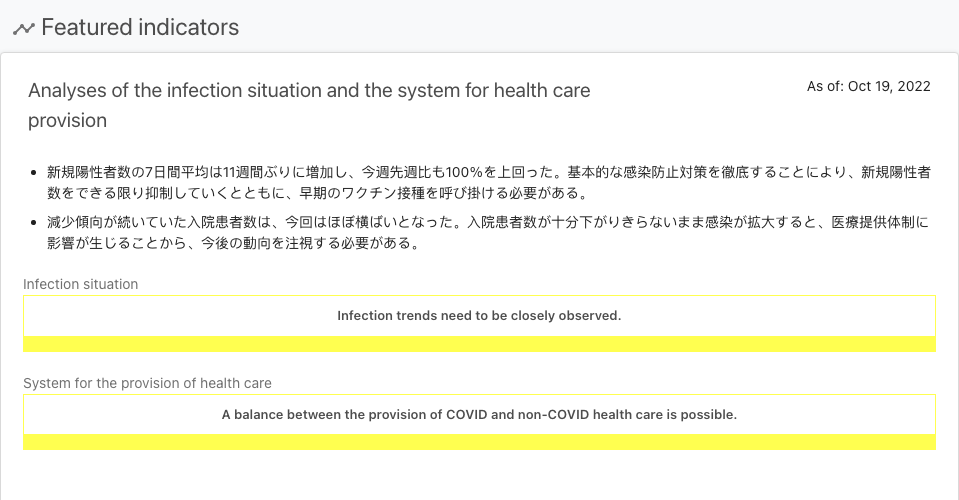 Featured indicators
Analyses of the infection situation and the system for health care
provision
As of: Oct 19, 2022
• 新規陽性者数の7日間平均は11週間ぶりに増加し、今週先週比も100%を上回った。基本的な感染防止対策を徹底することにより、新規陽性者
数をできる限り抑制していくとともに、早期のワクチン接種を呼び掛ける必要がある。
• 減少傾向が続いていた入院患者数は、今回はほぼ横ばいとなった。入院患者数が十分下がりきらないまま感染が拡大すると、医療提供体制に
影響が生じることから、今後の動向を注視する必要がある。
Infection situation
Infection trends need to be closely observed.
System for the provision of health care
A balance between the provision of COVID and non-COVID health care is possible.